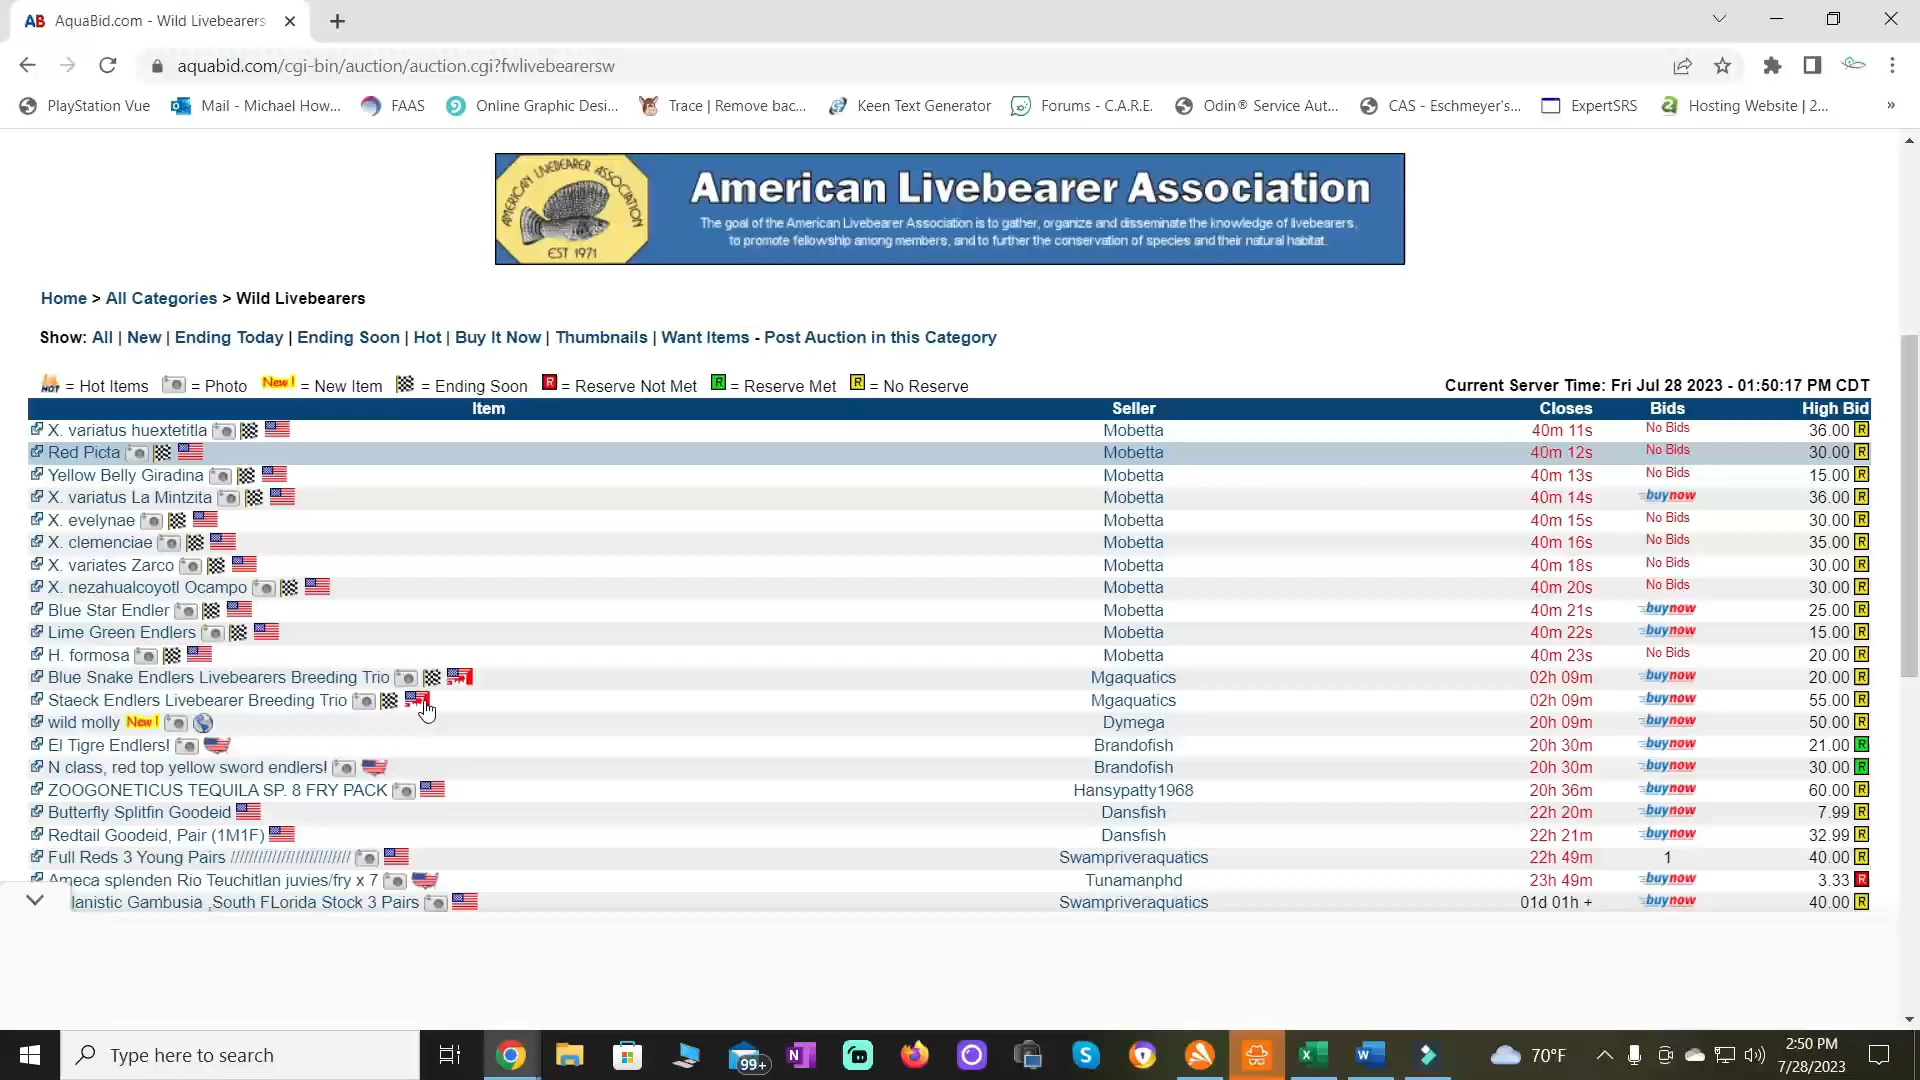 AB AquaBid.com - Wild Livebearers
aquabid.com/cgi-bin/auction/auction.cgi?fwlivebearersw
PlayStation Vue Mail - Michael How... FAAS Online Graphic Desi... Trace | Remove bac... Keen Text Generator Forums - C.A.R.E. Odin® Service Aut... CAS - Eschmeyer's... ExpertSRS Hosting Website | 2... »
AMERICAN LIVEBEARER ASSOCIATION
EST 1971
American Livebearer Association
The goal of the American Livebearer Association is to gather, organize and disseminate the knowledge of livebearers,
to promote fellowship among members, and to further the conservation of species and their natural habitat.
Home > All Categories > Wild Livebearers
Show: All | New | Ending Today | Ending Soon | Hot | Buy It Now | Thumbnails | Want Items - Post Auction in this Category
HOT = Hot Items = Photo New! = New Item = Ending Soon R = Reserve Not Met R = Reserve Met R = No Reserve Current Server Time: Fri Jul 28 2023 - 01:50:17 PM CDT
Item Seller Closes Bids High Bid
X. variatus huextetitla Mobetta 40m 11s No Bids 36.00 R
Red Picta Mobetta 40m 12s No Bids 30.00 R
Yellow Belly Giradina Mobetta 40m 13s No Bids 15.00 R
X. variatus La Mintzita Mobetta 40m 14s buynow 36.00 R
X. evelynae Mobetta 40m 15s No Bids 30.00 R
X. clemenciae Mobetta 40m 16s No Bids 35.00 R
X. variates Zarco Mobetta 40m 18s No Bids 30.00 R
X. nezahualcoyotl Ocampo Mobetta 40m 20s No Bids 30.00 R
Blue Star Endler Mobetta 40m 21s buynow 25.00 R
Lime Green Endlers Mobetta 40m 22s buynow 15.00 R
H. formosa Mobetta 40m 23s No Bids 20.00 R
Blue Snake Endlers Livebearers Breeding Trio Mgaquatics 02h 09m buynow 20.00 R
Staeck Endlers Livebearer Breeding Trio Mgaquatics 02h 09m buynow 55.00 R
wild molly New! Dymega 20h 09m buynow 50.00 R
El Tigre Endlers! Brandofish 20h 30m buynow 21.00 R
N class, red top yellow sword endlers! Brandofish 20h 30m buynow 30.00 R
ZOOGONETICUS TEQUILA SP. 8 FRY PACK Hansypatty1968 20h 36m buynow 60.00 R
Butterfly Splitfin Goodeid Dansfish 22h 20m buynow 7.99 R
Redtail Goodeid, Pair (1M1F) Dansfish 22h 21m buynow 32.99 R
Full Reds 3 Young Pairs ////////////////////////// Swampriveraquatics 22h 49m 1 40.00 R
Ameca splenden Rio Teuchitlan juvies/fry x 7 Tunamanphd 23h 49m buynow 3.33 R
lanistic Gambusia ,South FLorida Stock 3 Pairs Swampriveraquatics 01d 01h + buynow 40.00 R
Type here to search 99+ 70°F 2:50 PM
7/28/2023